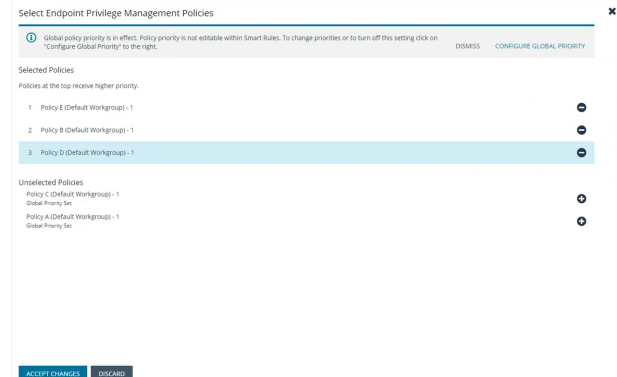 Select Endpoint Privilege Management Policies
Global policy priority is in effect. Policy priority is not editable within Smart Rules. To change priorities or to turn off this setting click on
"Configure Global Priority" to the right.
DISMISS
CONFIGURE GLOBAL PRIORITY
Selected Policies
Policies at the top receive higher priority.
1 Policy E (Default Workgroup) - 1
2 Policy B (Default Workgroup) - 1
3 Policy D (Default Workgroup) - 1
Unselected Policies
Policy C (Default Workgroup) - 1
Global Priority Set
Policy A (Default Workgroup) - 1
Global Priority Set
ACCEPT CHANGES
DISCARD